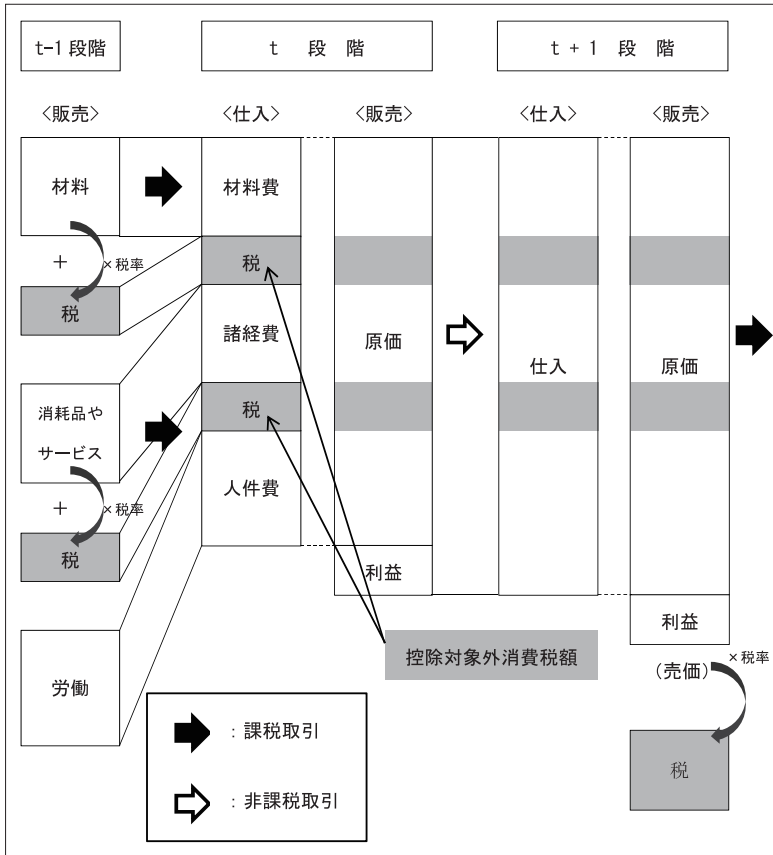 t−1段階
t 段 階
t + 1 段 階
〈販売〉
〈仕入〉
〈販売〉
〈仕入〉
〈販売〉
材料
材料費
+
×税率
税
税
諸経費
原価
仕入
原価
消耗品や
サービス
税
人件費
+
×税率
税
利益
利益
労働
控除対象外消費税額
(売価)
×税率
税
：課税取引
：非課税取引